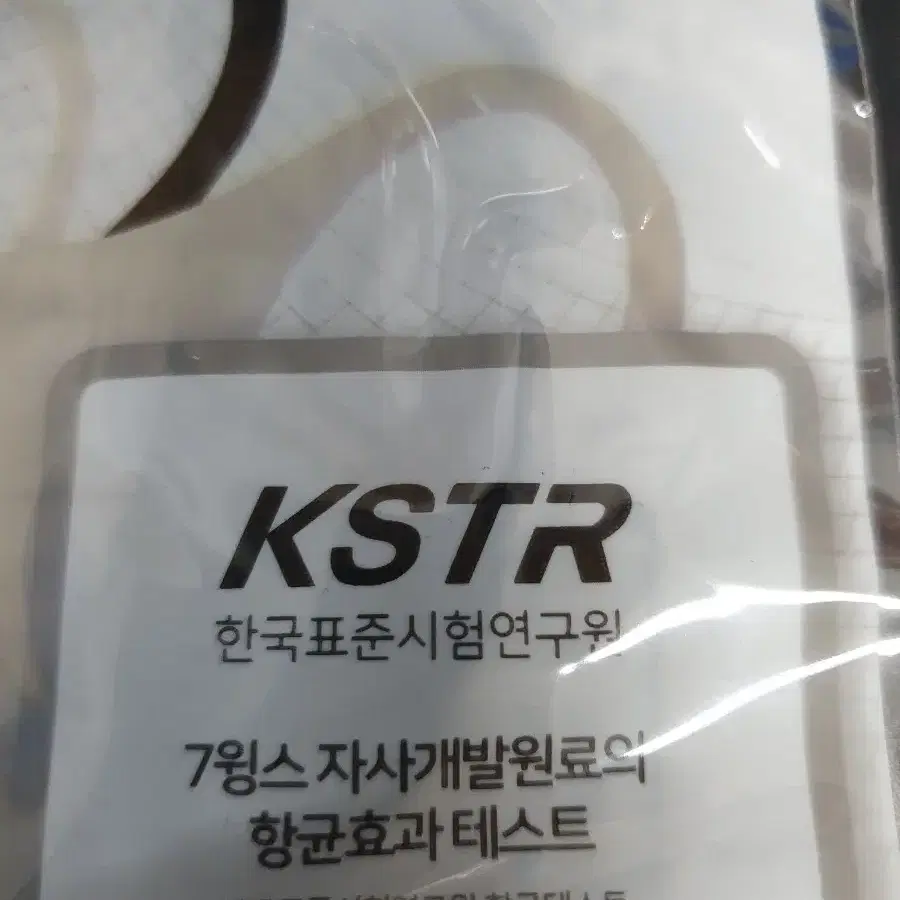 KSTR
한국표준시험연구원
7윙스 자사개발원료의
항균효과 테스트